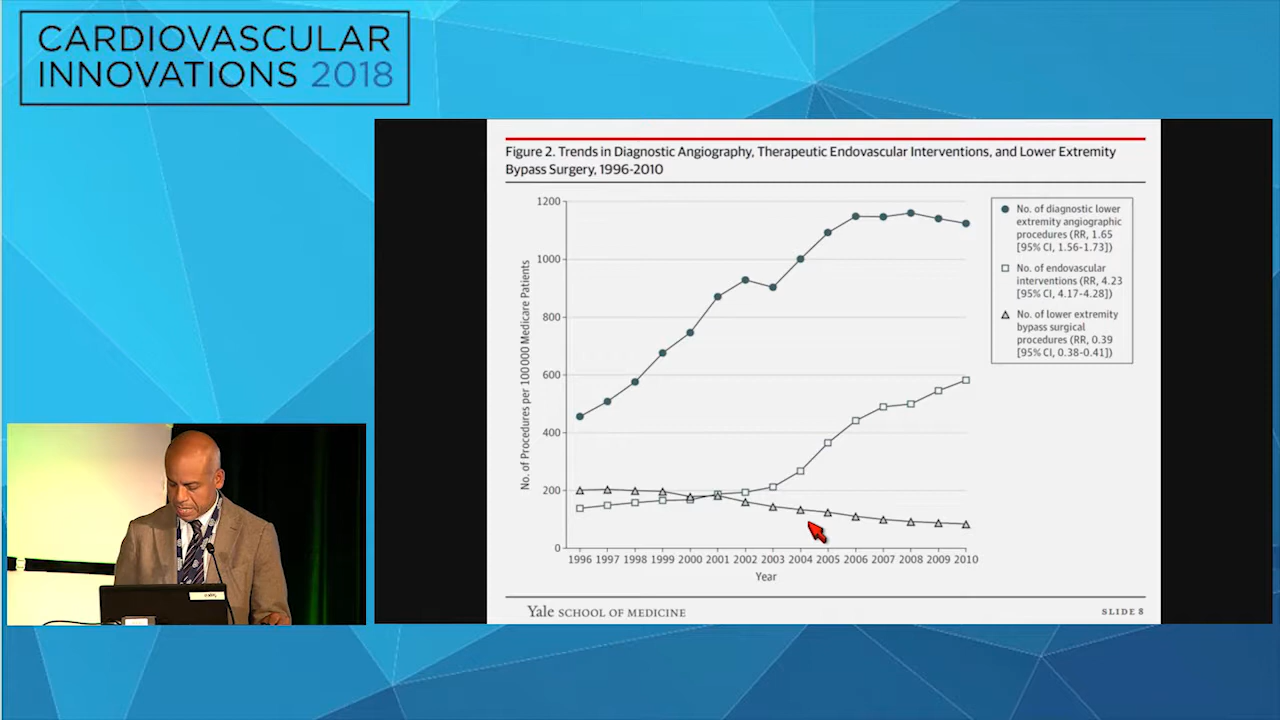 CARDIOVASCULAR
INNOVATIONS 2018
Figure 2. Trends in Diagnostic Angiography, Therapeutic Endovascular Interventions, and Lower Extremity
Bypass Surgery, 1996-2010
No. of Procedures per 100 000 Medicare Patients
1200
1000
800
600
400
200
0
1996 1997 1998 1999 2000 2001 2002 2003 2004 2005 2006 2007 2008 2009 2010
Year
No. of diagnostic lower
extremity angiographic
procedures (RR, 1.65
[95% CI, 1.56-1.73])
No. of endovascular
interventions (RR, 4.23
[95% CI, 4.17-4.28])
No. of lower extremity
bypass surgical
procedures (RR, 0.39
[95% CI, 0.38-0.41])
Yale SCHOOL OF MEDICINE
SLIDE 8